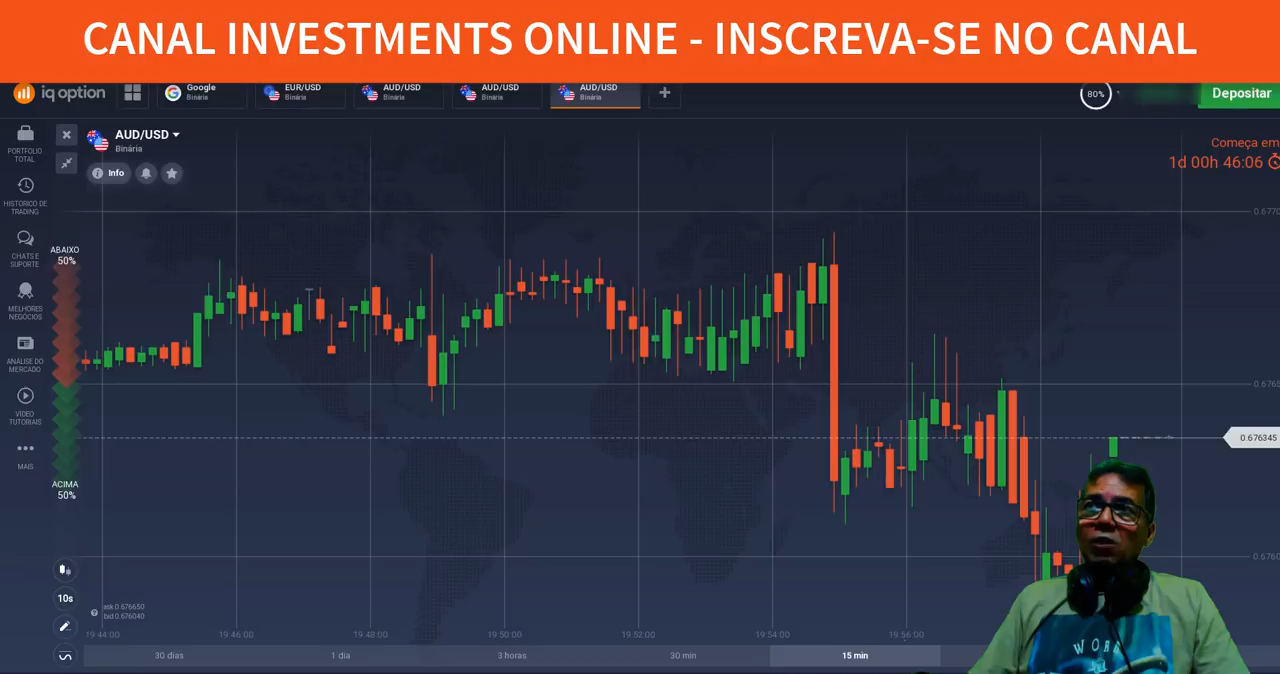 CANAL INVESTMENTS ONLINE - INSCREVA-SE NO CANAL
iq option
Google
Binária
EUR/USD
Binária
AUD/USD
Binária
AUD/USD
Binária
AUD/USD
Binária
+
80%
Depositar
PORTFOLIO
TOTAL
AUD/USD
Binária
Começa em
1d 00h 46:06
Info
HISTÓRICO DE
TRADING
0.6770
CHATS E
SUPORTE
ABAIXO
50%
MELHORES
NEGÓCIOS
ANÁLISE DO
MERCADO
0.6765
VÍDEO
TUTORIAIS
0.676345
MAIS
ACIMA
50%
0.6760
10s
ask 0.676650
bid 0.676040
19:44:00 19:46:00 19:48:00 19:50:00 19:52:00 19:54:00 19:56:00
30 dias 1 dia 3 horas 30 min 15 min
WORK